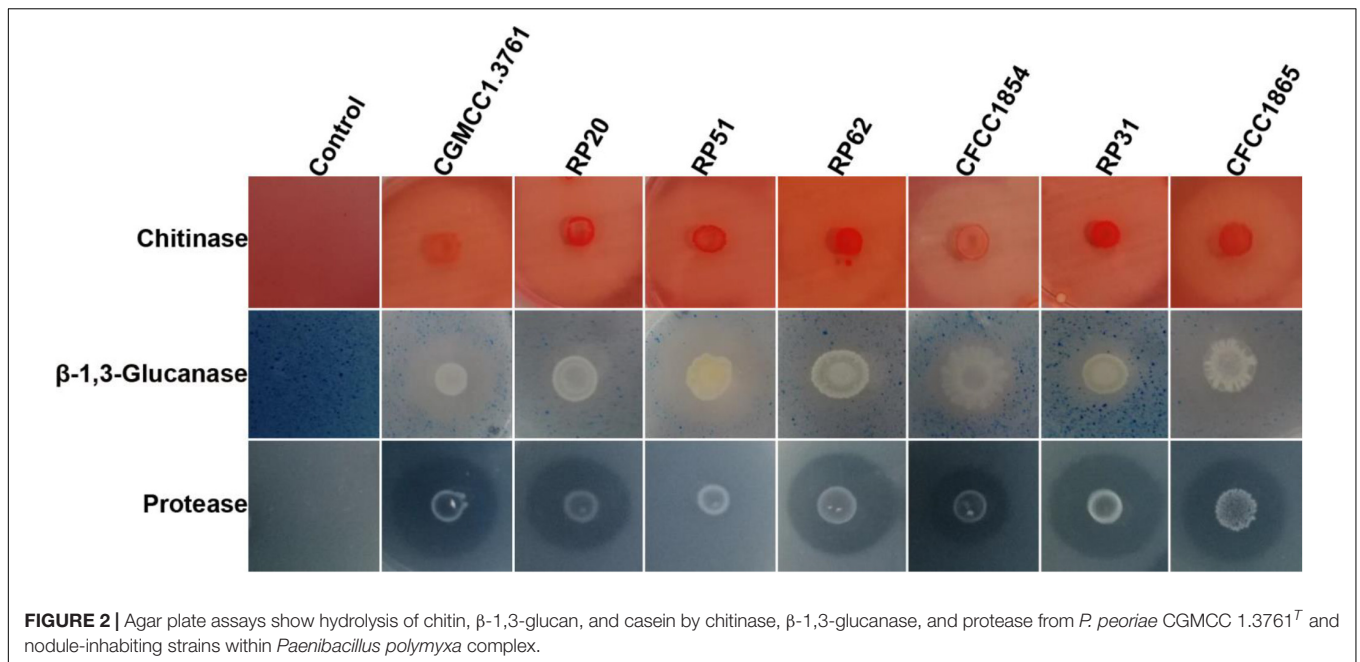 Control
CGMCC1.3761
RP20
RP51
RP62
CFCC1854
RP31
CFCC1865
Chitinase
β-1,3-Glucanase
Protease
FIGURE 2 | Agar plate assays show hydrolysis of chitin, β-1,3-glucan, and casein by chitinase, β-1,3-glucanase, and protease from P. peoriae CGMCC 1.3761ᵀ and
nodule-inhabiting strains within Paenibacillus polymyxa complex.